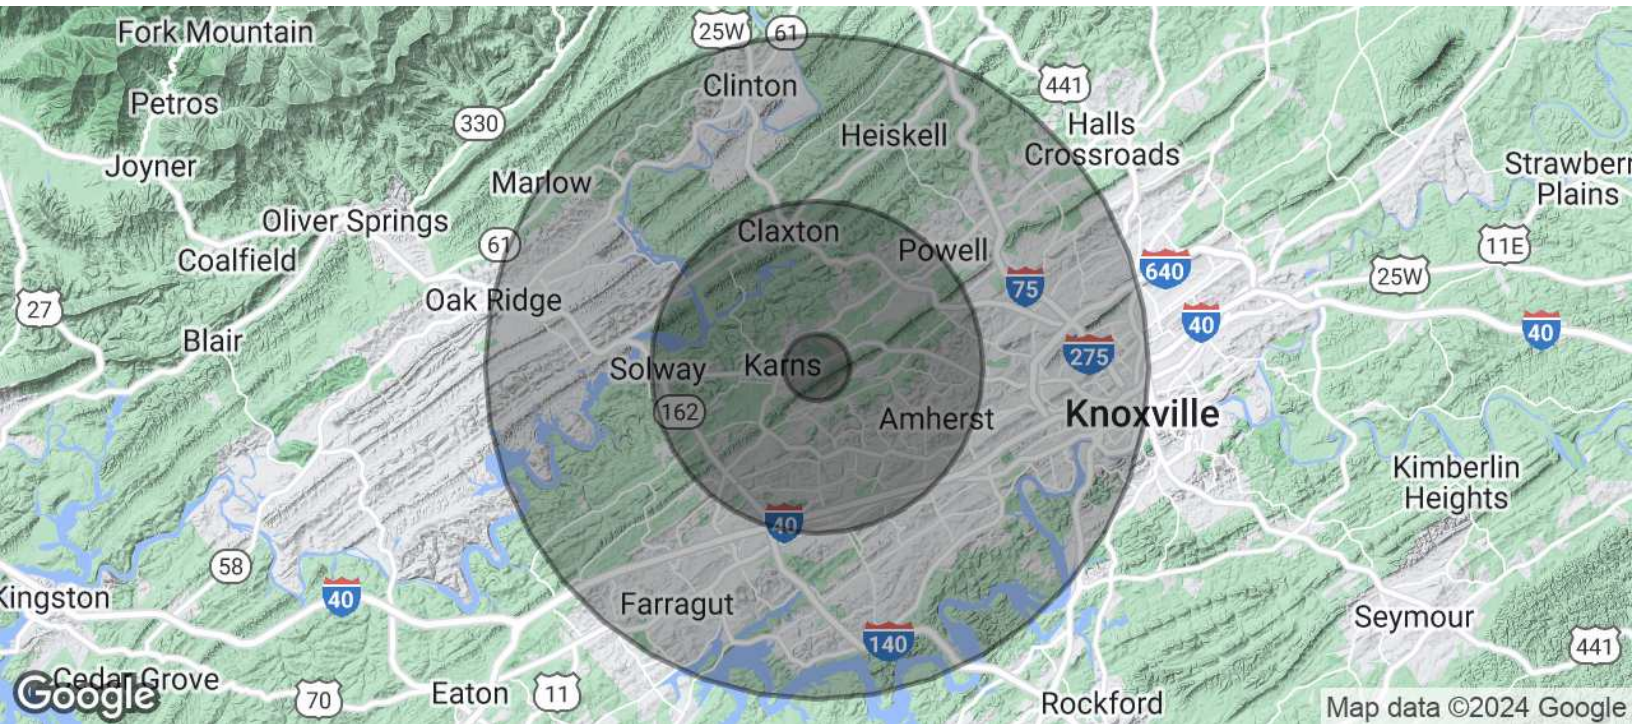 Fork Mountain
25W
61
Clinton
441
Petros
330
Heiskell
Halls
Crossroads
Joyner
Marlow
Strawberr
Plains
Oliver Springs
61
Claxton
Powell
11E
Coalfield
640
25W
27
Oak Ridge
75
40
40
Blair
275
Solway
Karns
162
Amherst
Knoxville
Kimberlin
Heights
40
58
Kingston
40
Farragut
Seymour
140
441
Cedar Grove
Google
70
Eaton
11
Rockford
Map data ©2024 Google